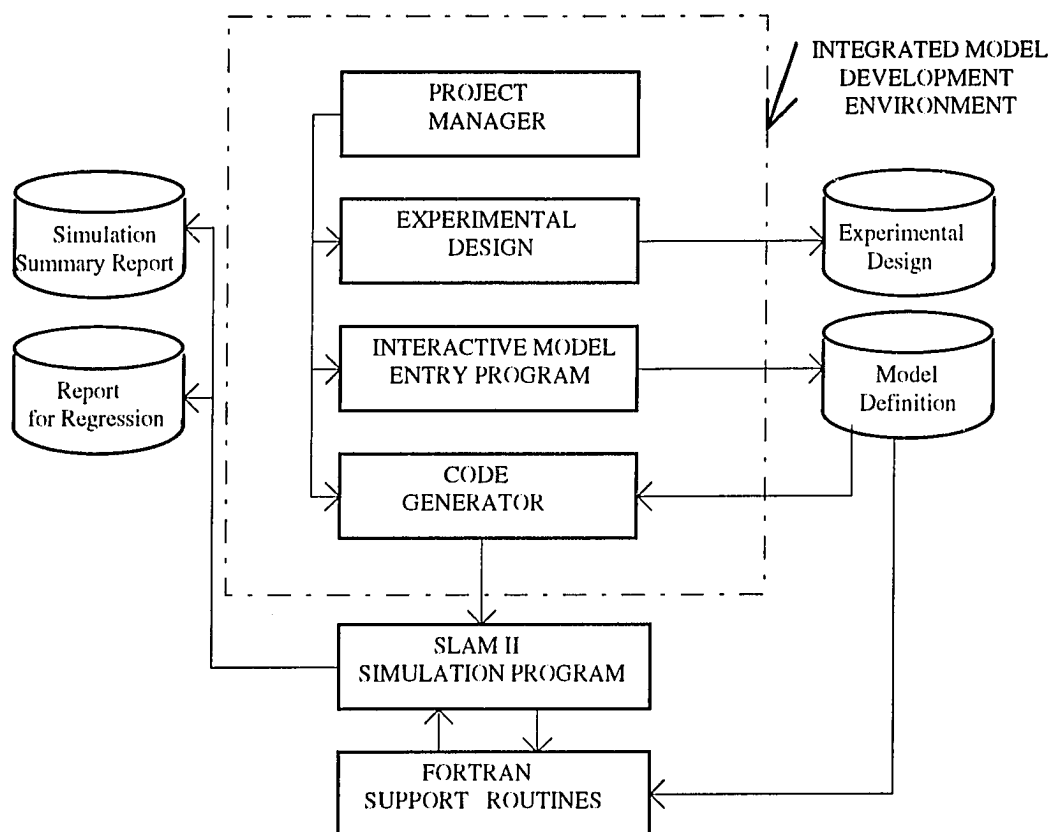 INTEGRATED MODEL
DEVELOPMENT
ENVIRONMENT
PROJECT
MANAGER
EXPERIMENTAL
DESIGN
Simulation
Summary Report
Experimental
Design
INTERACTIVE MODEL
ENTRY PROGRAM
Report
for Regression
Model
Definition
CODE
GENERATOR
SLAM II
SIMULATION PROGRAM
FORTRAN
SUPPORT ROUTINES